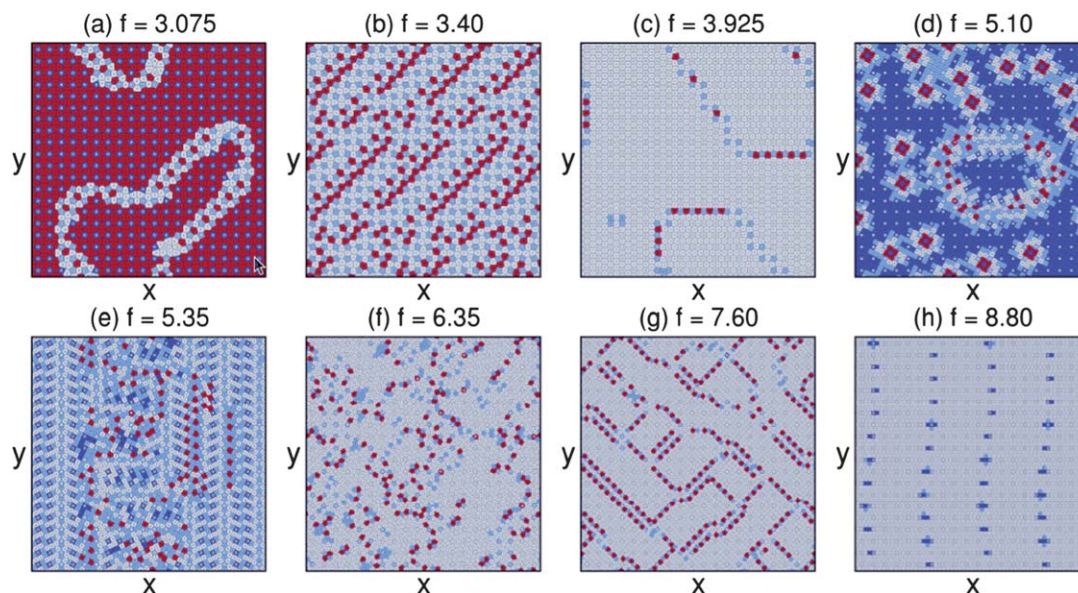 (a) f = 3.075
(b) f = 3.40
(c) f = 3.925
(d) f = 5.10
y
y
y
y
x
x
x
x
(e) f = 5.35
(f) f = 6.35
(g) f = 7.60
(h) f = 8.80
y
y
y
y
x
x
x
x